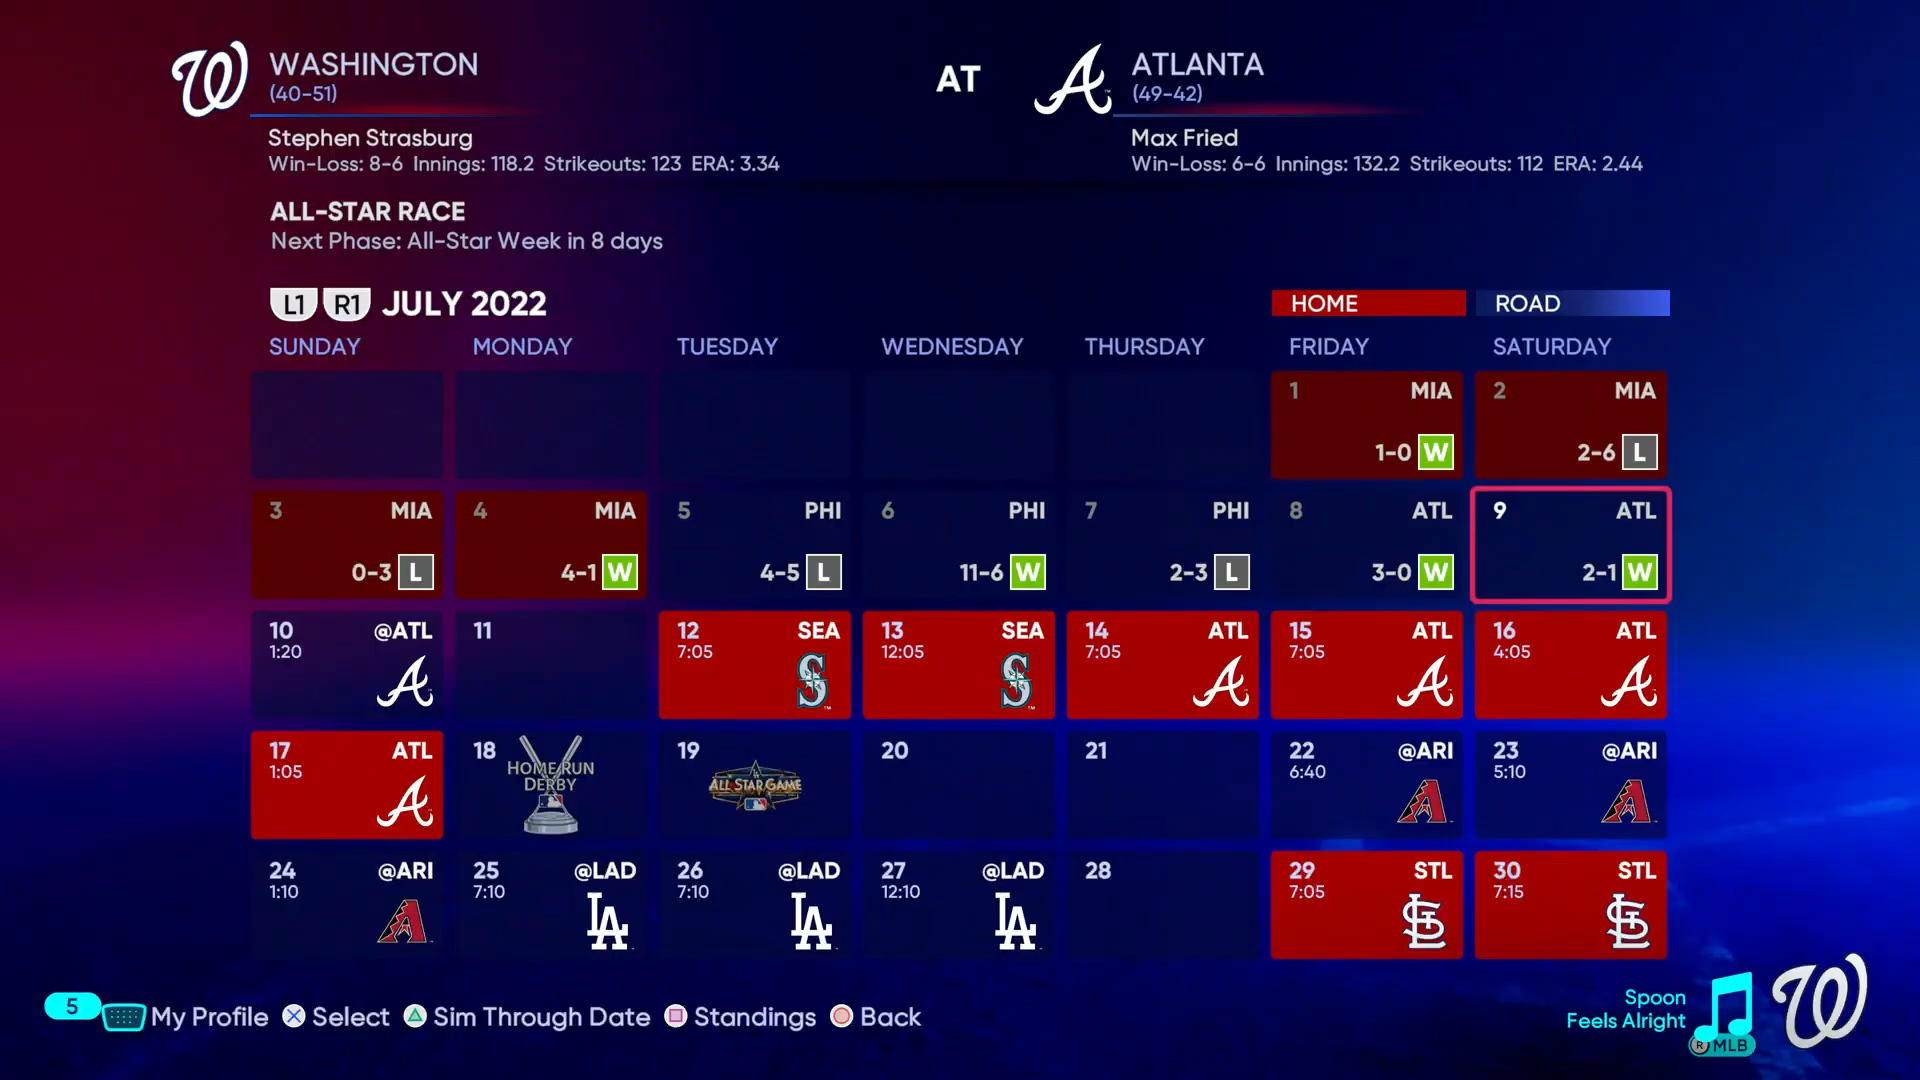 WASHINGTON
(40-51)
AT
ATLANTA
(49-42)
Stephen Strasburg
Win-Loss: 8-6 Innings: 118.2 Strikeouts: 123 ERA: 3.34
Max Fried
Win-Loss: 6-6 Innings: 132.2 Strikeouts: 112 ERA: 2.44
ALL-STAR RACE
Next Phase: All-Star Week in 8 days
L1 R1 JULY 2022
HOME
ROAD
SUNDAY MONDAY TUESDAY WEDNESDAY THURSDAY FRIDAY SATURDAY
1 MIA
1-0 W
2 MIA
2-6 L
3 MIA
0-3 L
4 MIA
4-1 W
5 PHI
4-5 L
6 PHI
11-6 W
7 PHI
2-3 L
8 ATL
3-0 W
9 ATL
2-1 W
10 @ATL
1:20
11
12 SEA
7:05
13 SEA
12:05
14 ATL
7:05
15 ATL
7:05
16 ATL
4:05
17 ATL
1:05
18
HOME RUN
DERBY
19
ALL STAR GAME
20
21
22 @ARI
6:40
23 @ARI
5:10
24 @ARI
1:10
25 @LAD
7:10
LA
26 @LAD
7:10
LA
27 @LAD
12:10
LA
28
29 STL
7:05
30 STL
7:15
5 My Profile Select Sim Through Date Standings Back
Spoon
Feels Alright
R MLB